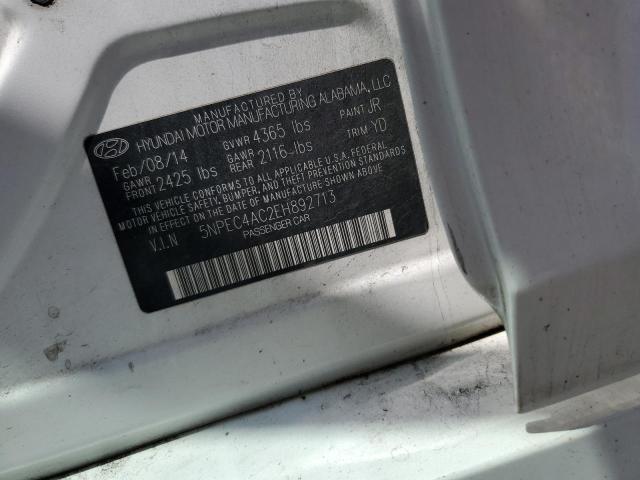 MANUFACTURED BY
HYUNDAI MOTOR MANUFACTURING ALABAMA, LLC
Feb/08/14 GVWR 4365 lbs PAINT JR
GAWR FRONT 2425 lbs GAWR REAR 2116 lbs TRIM YD
THIS VEHICLE CONFORMS TO ALL APPLICABLE U.S.A. FEDERAL
MOTOR VEHICLE SAFETY, BUMPER, AND THEFT PREVENTION STANDARDS
IN EFFECT ON THE DATE OF MANUFACTURE SHOWN ABOVE.
V.I.N 5NPEC4AC2EH892713
PASSENGER CAR